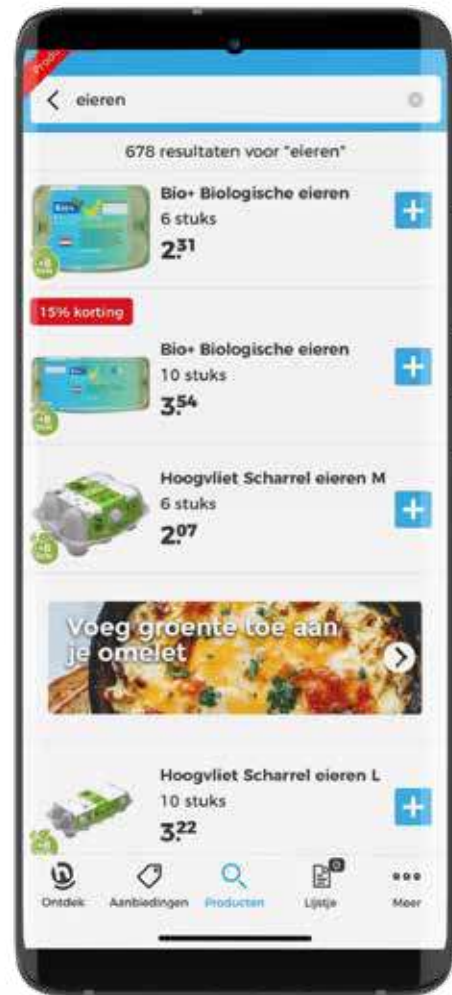 Produ
eieren
678 resultaten voor "eieren"
Bio+ Biologische eieren
6 stuks
2.31
15% korting
Bio+ Biologische eieren
10 stuks
3.54
Hoogvliet Scharrel eieren M
6 stuks
2.07
Voeg groente toe aan
je omelet
Hoogvliet Scharrel eieren L
10 stuks
3.22
Ontdek
Aanbiedingen
Producten
Lijstje
0
Meer